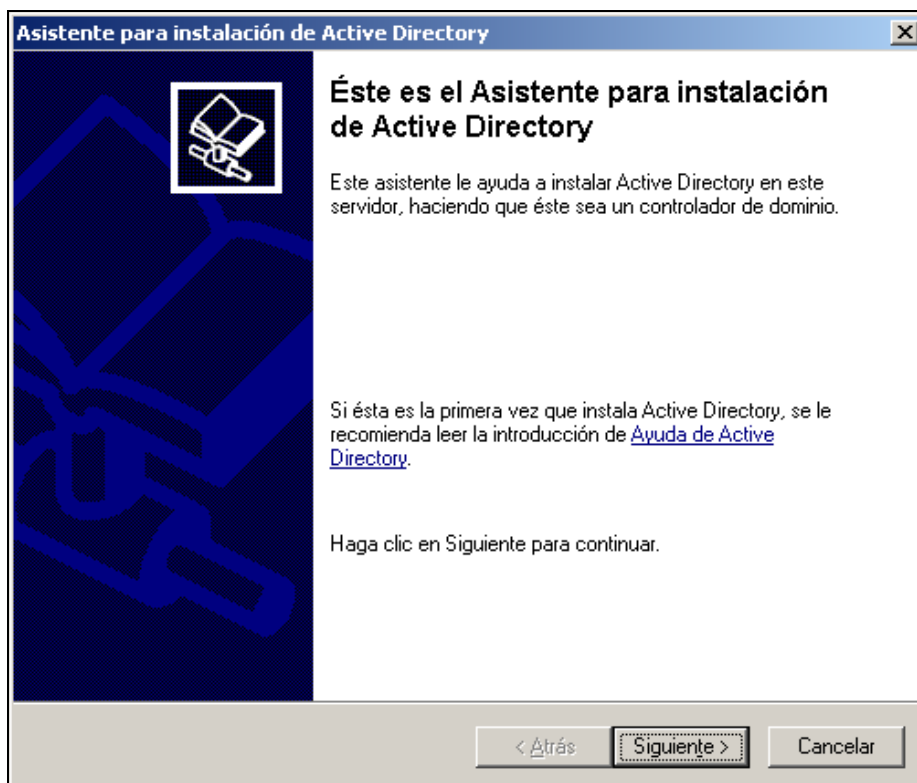 Asistente para instalación de Active Directory
Éste es el Asistente para instalación
de Active Directory
Este asistente le ayuda a instalar Active Directory en este
servidor, haciendo que éste sea un controlador de dominio.
Si ésta es la primera vez que instala Active Directory, se le
recomienda leer la introducción de Ayuda de Active
Directory.
Haga clic en Siguiente para continuar.
< Atrás Siguiente > Cancelar